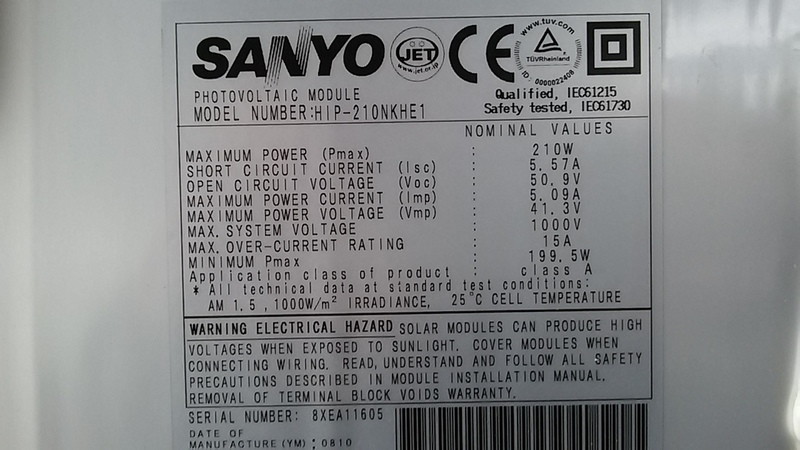 SANYO JET www.jet.or.jp CE www.tuv.com TÜVRheinland ID: 0000022409
Qualified, IEC61215
Safety tested, IEC61730
PHOTOVOLTAIC MODULE
MODEL NUMBER:HIP-210NKHE1
NOMINAL VALUES
MAXIMUM POWER (Pmax) : 210W
SHORT CIRCUIT CURRENT (Isc) : 5.57A
OPEN CIRCUIT VOLTAGE (Voc) : 50.9V
MAXIMUM POWER CURRENT (Imp) : 5.09A
MAXIMUM POWER VOLTAGE (Vmp) : 41.3V
MAX. SYSTEM VOLTAGE : 1000V
MAX. OVER-CURRENT RATING : 15A
MINIMUM Pmax : 199.5W
Application class of product : class A
* All technical data at standard test conditions:
AM 1.5, 1000W/m² IRRADIANCE, 25°C CELL TEMPERATURE
WARNING ELECTRICAL HAZARD SOLAR MODULES CAN PRODUCE HIGH
VOLTAGES WHEN EXPOSED TO SUNLIGHT. COVER MODULES WHEN
CONNECTING WIRING. READ, UNDERSTAND AND FOLLOW ALL SAFETY
PRECAUTIONS DESCRIBED IN MODULE INSTALLATION MANUAL.
REMOVAL OF TERMINAL BLOCK VOIDS WARRANTY.
SERIAL NUMBER: 8XEA11605
DATE OF
MANUFACTURE (YM) : 0810